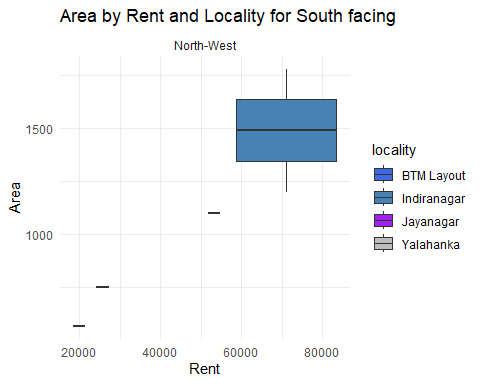 Area by Rent and Locality for South facing
North-West
1500
1000
Area
20000 40000 60000 80000
Rent
locality
BTM Layout
Indiranagar
Jayanagar
Yalahanka